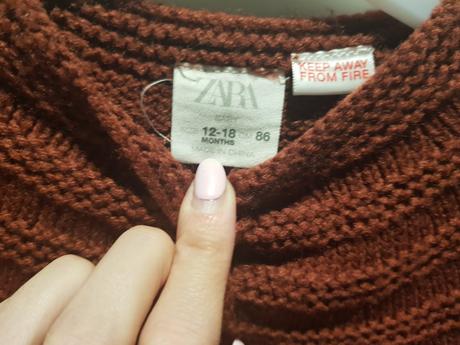 ZARA
BABY
12-18
MONTHS
86
MADE IN CHINA
KEEP AWAY
FROM FIRE